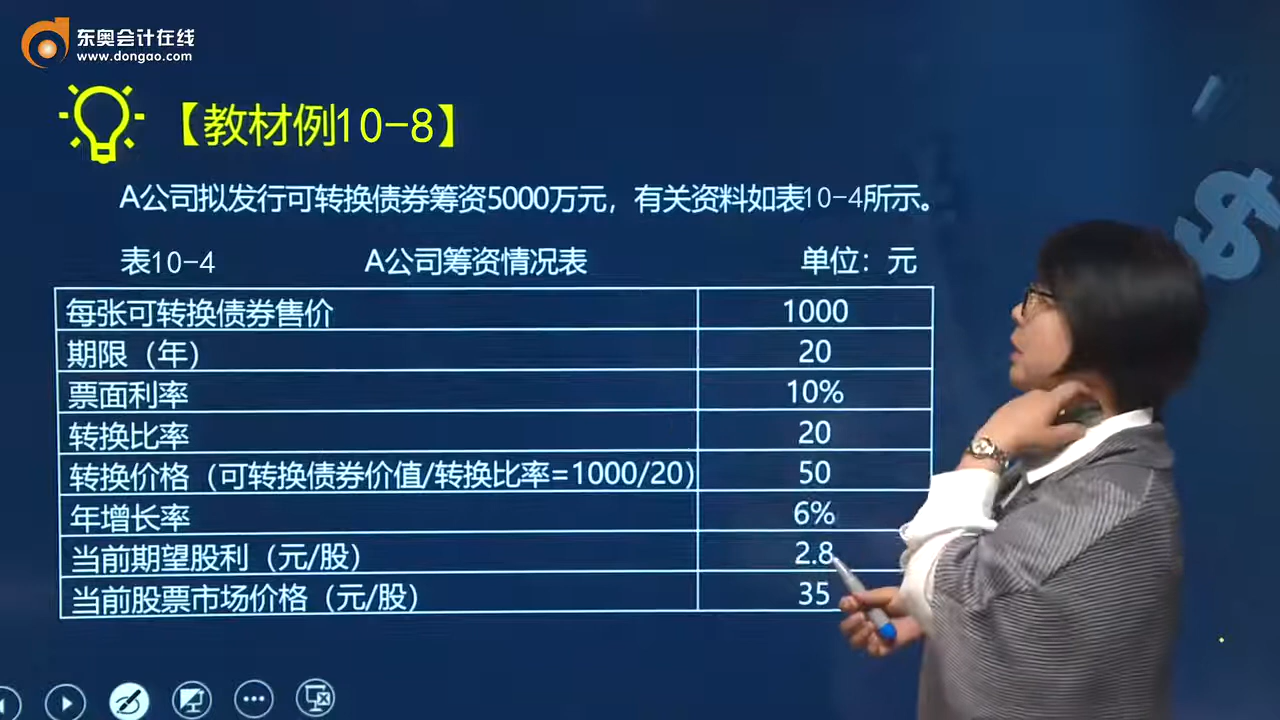 东奥会计在线
www.dongao.com
【教材例10-8】
A公司拟发行可转换债券筹资5000万元，有关资料如表10-4所示。
表10-4 A公司筹资情况表 单位：元
每张可转换债券售价 1000
期限（年） 20
票面利率 10%
转换比率 20
转换价格（可转换债券价值/转换比率=1000/20） 50
年增长率 6%
当前期望股利（元/股） 2.8
当前股票市场价格（元/股） 35